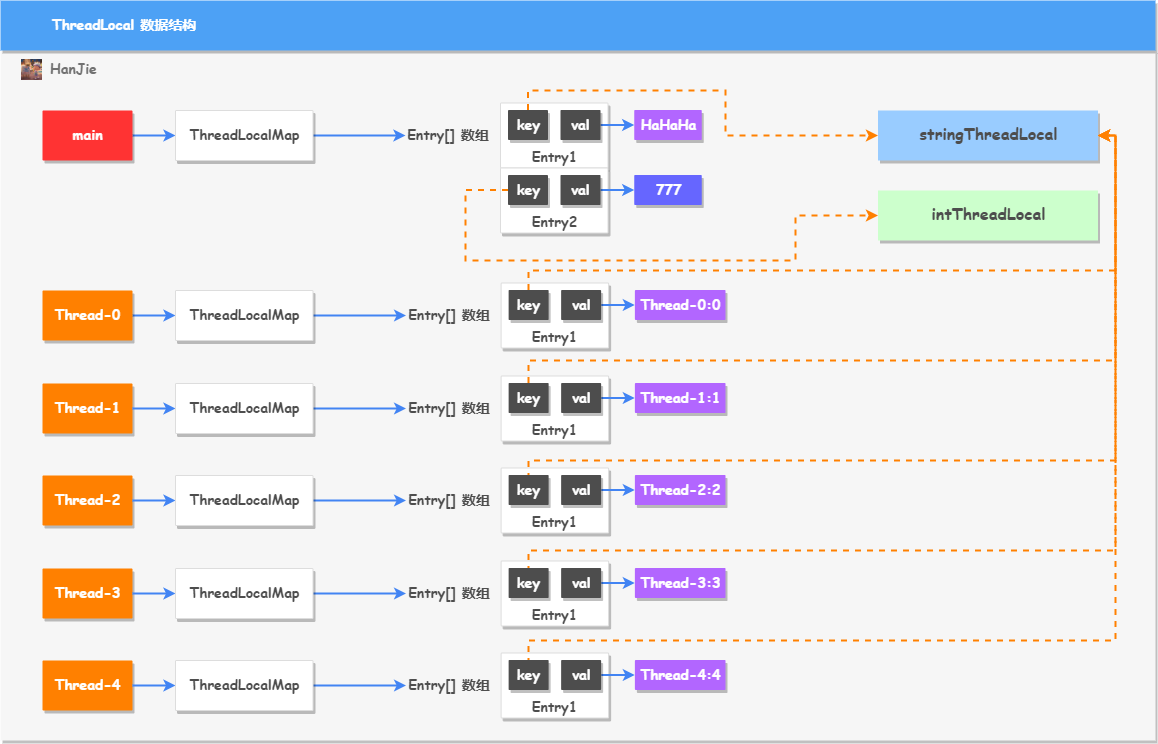 ThreadLocal 数据结构
HanJie
main
ThreadLocalMap
Entry[] 数组
key
val
HaHaHa
Entry1
key
val
777
Entry2
stringThreadLocal
intThreadLocal
Thread-0
ThreadLocalMap
Entry[] 数组
key
val
Thread-0:0
Entry1
Thread-1
ThreadLocalMap
Entry[] 数组
key
val
Thread-1:1
Entry1
Thread-2
ThreadLocalMap
Entry[] 数组
key
val
Thread-2:2
Entry1
Thread-3
ThreadLocalMap
Entry[] 数组
key
val
Thread-3:3
Entry1
Thread-4
ThreadLocalMap
Entry[] 数组
key
val
Thread-4:4
Entry1